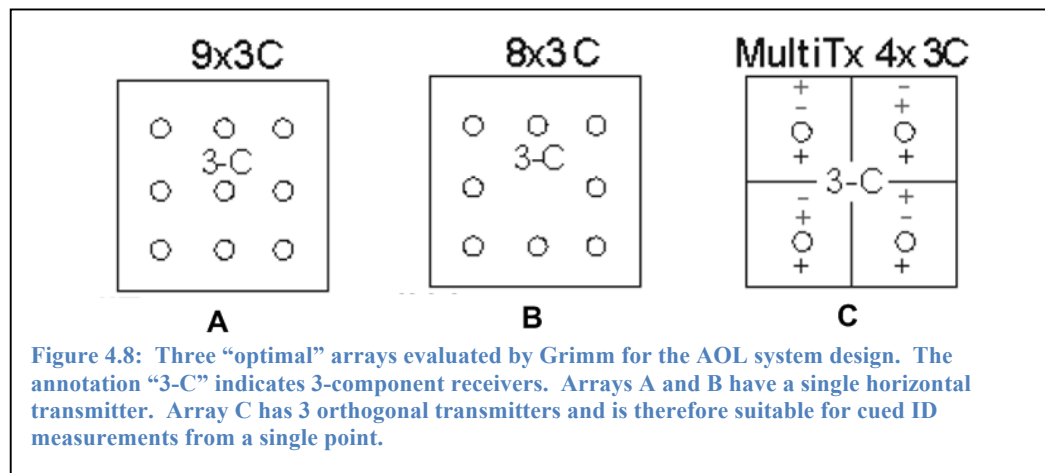 9x3C 8x3C MultiTx 4x3C
+ -
- +
+ +
3-C 3-C 3-C
- +
+ -
+ +
A B C
Figure 4.8: Three “optimal” arrays evaluated by Grimm for the AOL system design. The
annotation “3-C” indicates 3-component receivers. Arrays A and B have a single horizontal
transmitter. Array C has 3 orthogonal transmitters and is therefore suitable for cued ID
measurements from a single point.